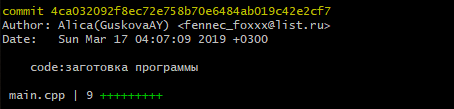 commit 4ca032092f8ec72e758b70e6484ab019c42e2cf7
Author: Alica(GuskovaAY) <fennec_foxxx@list.ru>
Date:   Sun Mar 17 04:07:09 2019 +0300
code:заготовка программы
main.cpp | 9 +++++++++